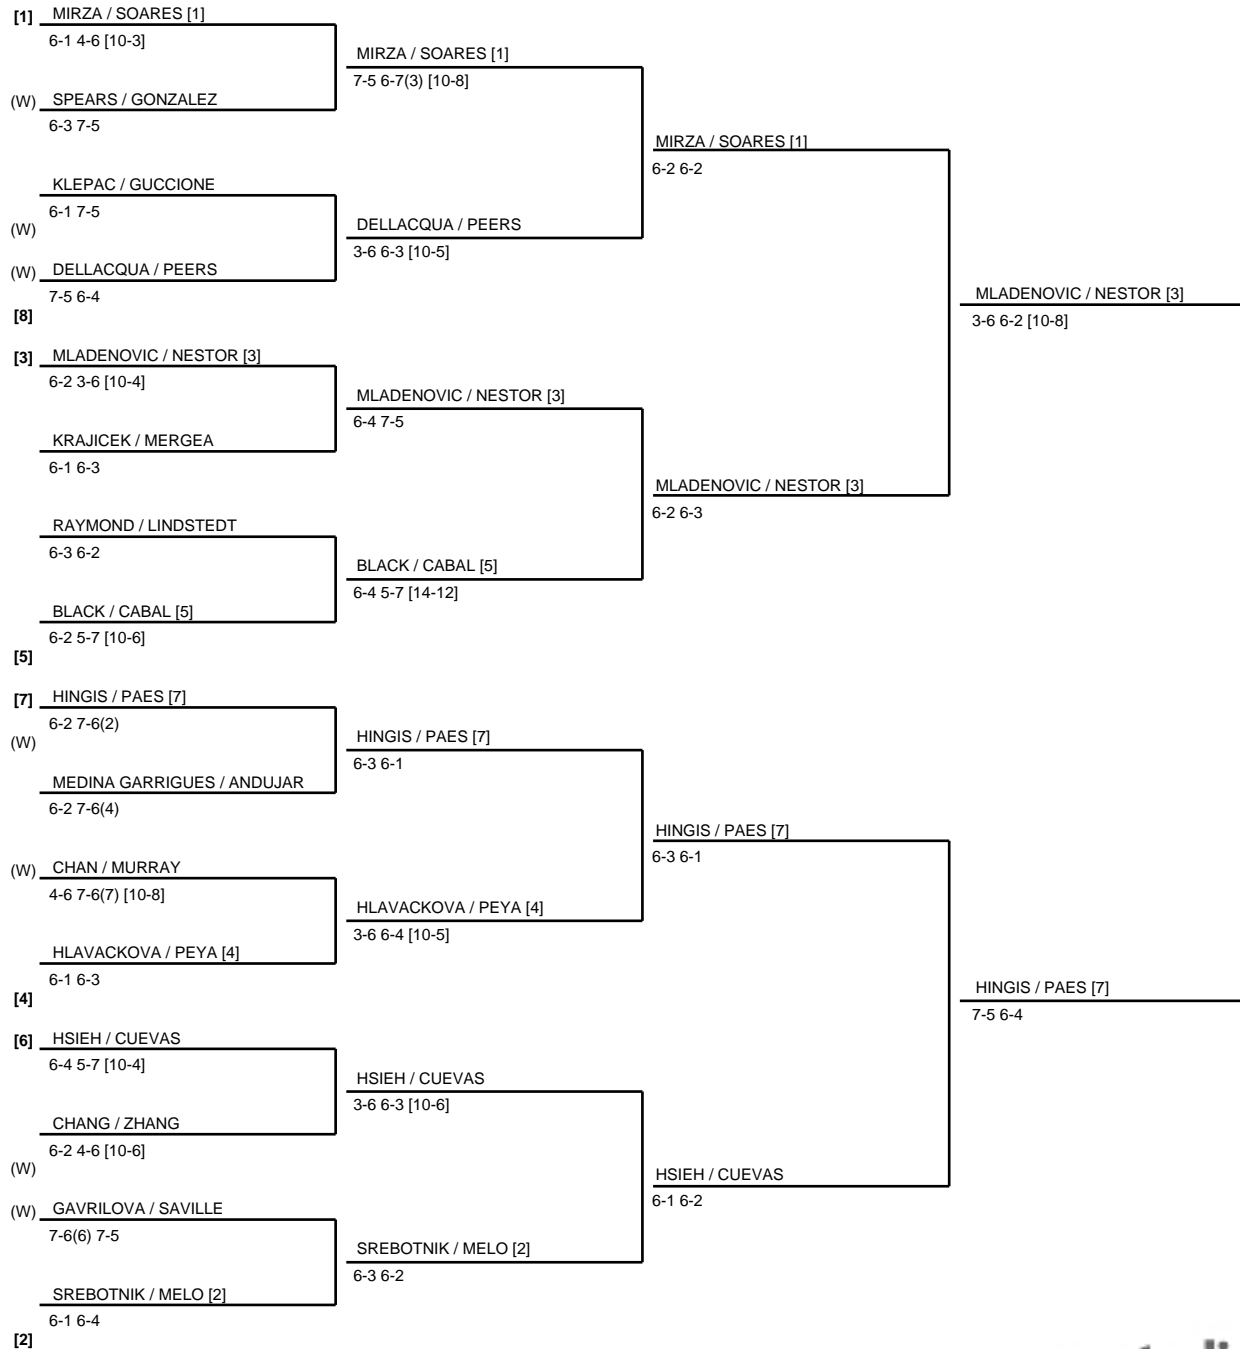 [1] MIRZA / SOARES [1]
6-1 4-6 [10-3]
MIRZA / SOARES [1]
7-5 6-7(3) [10-8]
(W) SPEARS / GONZALEZ
6-3 7-5
MIRZA / SOARES [1]
6-2 6-2
KLEPAC / GUCCIONE
6-1 7-5
(W)
DELLACQUA / PEERS
3-6 6-3 [10-5]
(W) DELLACQUA / PEERS
7-5 6-4
[8]
MLADENOVIC / NESTOR [3]
3-6 6-2 [10-8]
[3] MLADENOVIC / NESTOR [3]
6-2 3-6 [10-4]
MLADENOVIC / NESTOR [3]
6-4 7-5
KRAJICEK / MERGEA
6-1 6-3
MLADENOVIC / NESTOR [3]
6-2 6-3
RAYMOND / LINDSTEDT
6-3 6-2
BLACK / CABAL [5]
6-4 5-7 [14-12]
BLACK / CABAL [5]
6-2 5-7 [10-6]
[5]
[7] HINGIS / PAES [7]
6-2 7-6(2)
(W)
HINGIS / PAES [7]
6-3 6-1
MEDINA GARRIGUES / ANDUJAR
6-2 7-6(4)
HINGIS / PAES [7]
6-3 6-1
(W) CHAN / MURRAY
4-6 7-6(7) [10-8]
HLAVACKOVA / PEYA [4]
3-6 6-4 [10-5]
HLAVACKOVA / PEYA [4]
6-1 6-3
[4]
HINGIS / PAES [7]
7-5 6-4
[6] HSIEH / CUEVAS
6-4 5-7 [10-4]
HSIEH / CUEVAS
3-6 6-3 [10-6]
CHANG / ZHANG
6-2 4-6 [10-6]
(W)
HSIEH / CUEVAS
6-1 6-2
(W) GAVRILOVA / SAVILLE
7-6(6) 7-5
SREBOTNIK / MELO [2]
6-3 6-2
SREBOTNIK / MELO [2]
6-1 6-4
[2]